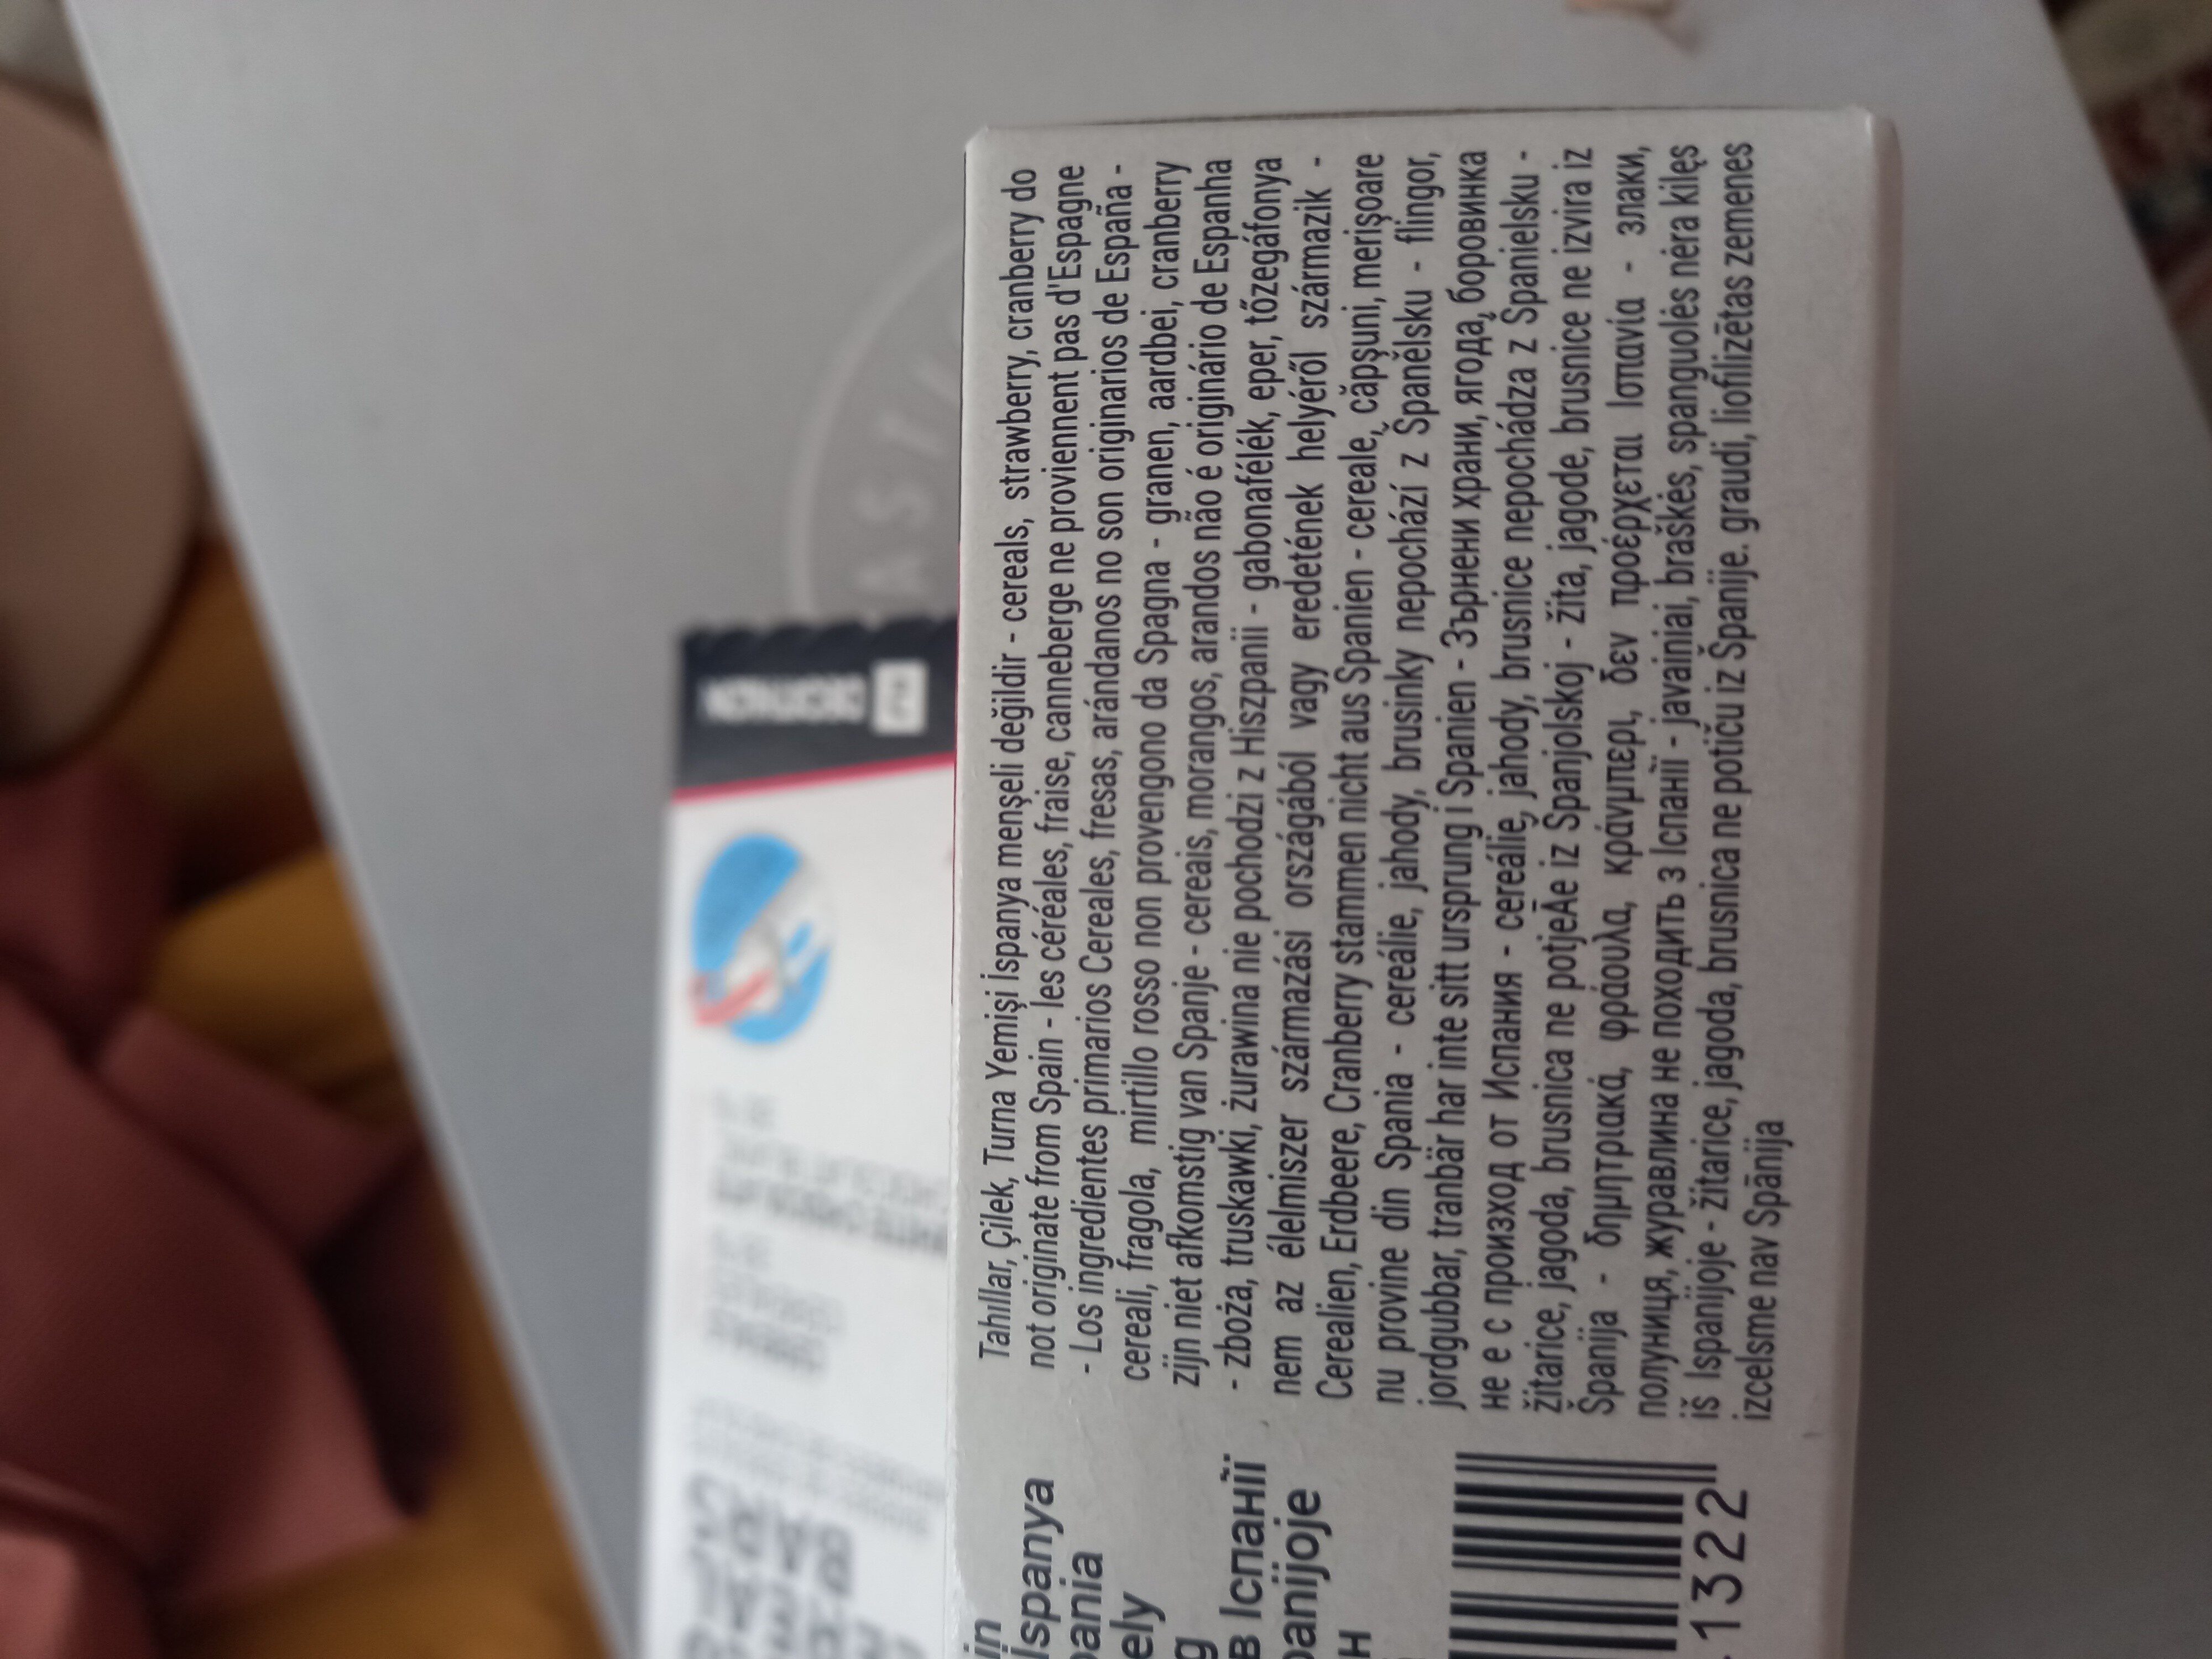 Tahıllar, Çilek, Turna Yemişi İspanya menşeli değildir - cereals, strawberry, cranberry do
not originate from Spain - les céréales, fraise, canneberge ne proviennent pas d'Espagne
- Los ingredientes primarios Cereales, fresas, arándanos no son originarios de España -
cereali, fragola, mirtillo rosso non provengono da Spagna - granen, aardbei, cranberry
zijn niet afkomstig van Spanje - cereais, morangos, arandos não é originário de Espanha
- zboża, truskawki, żurawina nie pochodzi z Hiszpanii - gabonafélék, eper, tőzegáfonya
nem az élelmiszer származási országából vagy eredetének helyéről származik -
Cerealien, Erdbeere, Cranberry stammen nicht aus Spanien - cereale, căpșuni, merișoare
nu provine din Spania - cereálie, jahody, brusinky nepochází z Španělsku - flingor,
jordgubbar, tranbär har inte sitt ursprung i Spanien - Зърнени храни, ягода, боровинка
не е с произход от Испания - cereálie, jahody, brusnice nepochádza z Španielsku -
žitarice, jagoda, brusnica ne potjeÄe iz Španjolskoj - žita, jagode, brusnice ne izvira iz
Španija - δημητριακά, φράουλα, κράνμπερι, δεν προέρχεται Ισπανία - злаки,
полуниця, журавлина не походить з Іспанії - javainiai, braškės, spanguolės nėra kilęs
iš Ispanijoje - žitarice, jagoda, brusnica ne potiču iz Španije. graudi, liofilizētas zemenes
izcelsme nav Spānija
İspanya
в Іспанії
1322
DECATHLON
BARS